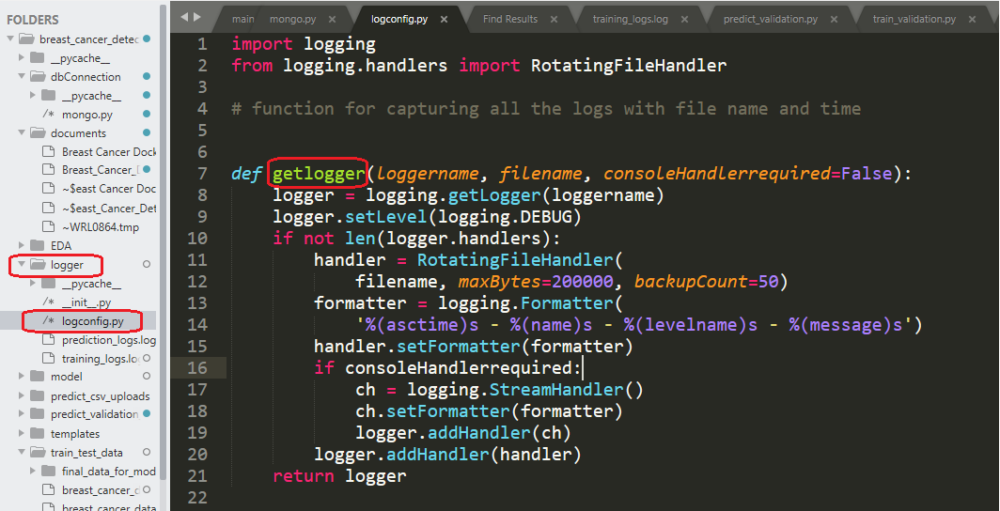 FOLDERS
breast_cancer_detec
__pycache__
dbConnection
__pycache__
mongo.py
documents
Breast Cancer Dock
Breast_Cancer_D
~$east Cancer Doc
~$east_Cancer_Det
~WRL0864.tmp
EDA
logger
__pycache__
__init__.py
logconfig.py
prediction_logs.log
training_logs.log
model
predict_csv_uploads
predict_validation
templates
train_test_data
final_data_for_mod
breast_cancer_d
breast_cancer_data
main
mongo.py
logconfig.py
Find Results
training_logs.log
predict_validation.py
train_validation.py
1 import logging
2 from logging.handlers import RotatingFileHandler
3
4 # function for capturing all the logs with file name and time
5
6
7 def getlogger(loggername, filename, consoleHandlerrequired=False):
8 logger = logging.getLogger(loggername)
9 logger.setLevel(logging.DEBUG)
10 if not len(logger.handlers):
11 handler = RotatingFileHandler(
12 filename, maxBytes=200000, backupCount=50)
13 formatter = logging.Formatter(
14 '%(asctime)s - %(name)s - %(levelname)s - %(message)s')
15 handler.setFormatter(formatter)
16 if consoleHandlerrequired:
17 ch = logging.StreamHandler()
18 ch.setFormatter(formatter)
19 logger.addHandler(ch)
20 logger.addHandler(handler)
21 return logger
22